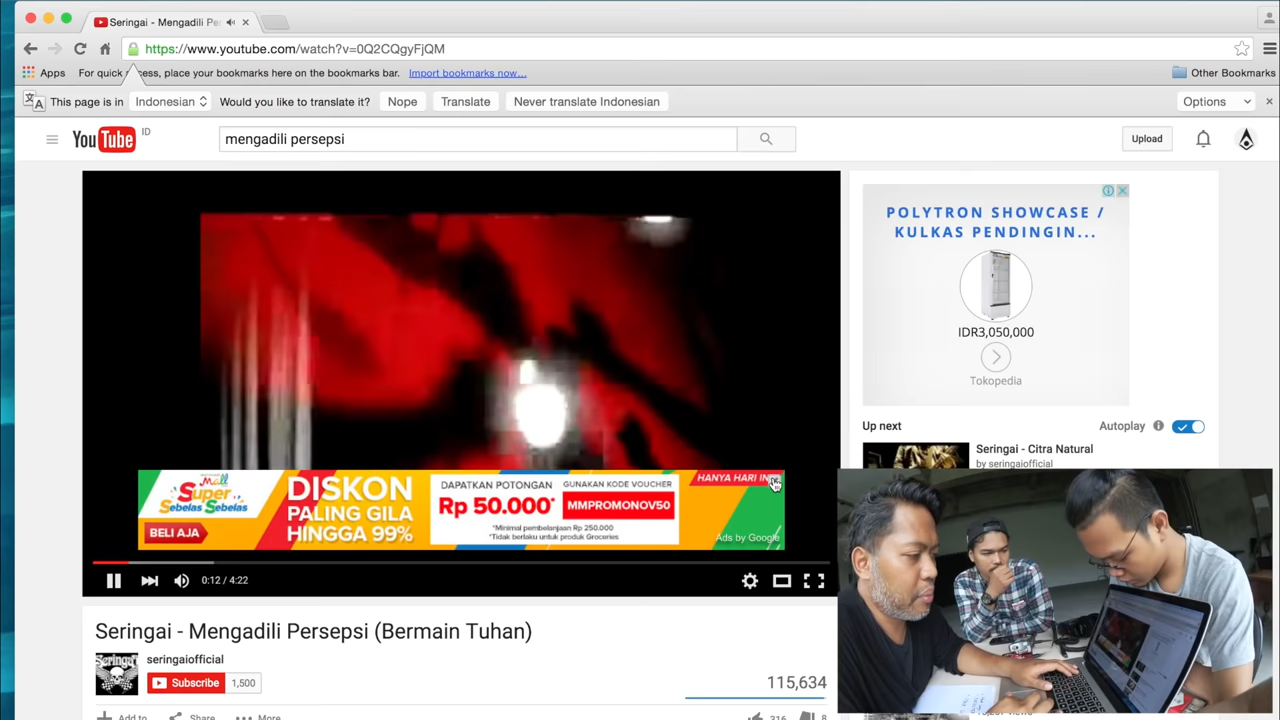 Seringai - Mengadili Pe
https://www.youtube.com/watch?v=0Q2CQgyFjQM
Apps For quick access, place your bookmarks here on the bookmarks bar. Import bookmarks now… Other Bookmarks
This page is in Indonesian Would you like to translate it? Nope Translate Never translate Indonesian Options
YouTube ID
mengadili persepsi
Upload
POLYTRON SHOWCASE /
KULKAS PENDINGIN...
IDR3,050,000
Tokopedia
Up next Autoplay
Seringai - Citra Natural
by seringaiofficial
Mall
Super
Sebelas Sebelas
BELI AJA
DISKON
PALING GILA
HINGGA 99%
DAPATKAN POTONGAN
Rp 50.000*
GUNAKAN KODE VOUCHER
MMPROMONOV50
*Minimal pembelanjaan Rp 250.000
*Tidak berlaku untuk produk Groceries
HANYA HARI
Ads by Google
0:12 / 4:22
Seringai - Mengadili Persepsi (Bermain Tuhan)
seringaiofficial
Subscribe 1,500
115,634
Add to Share More 316 8